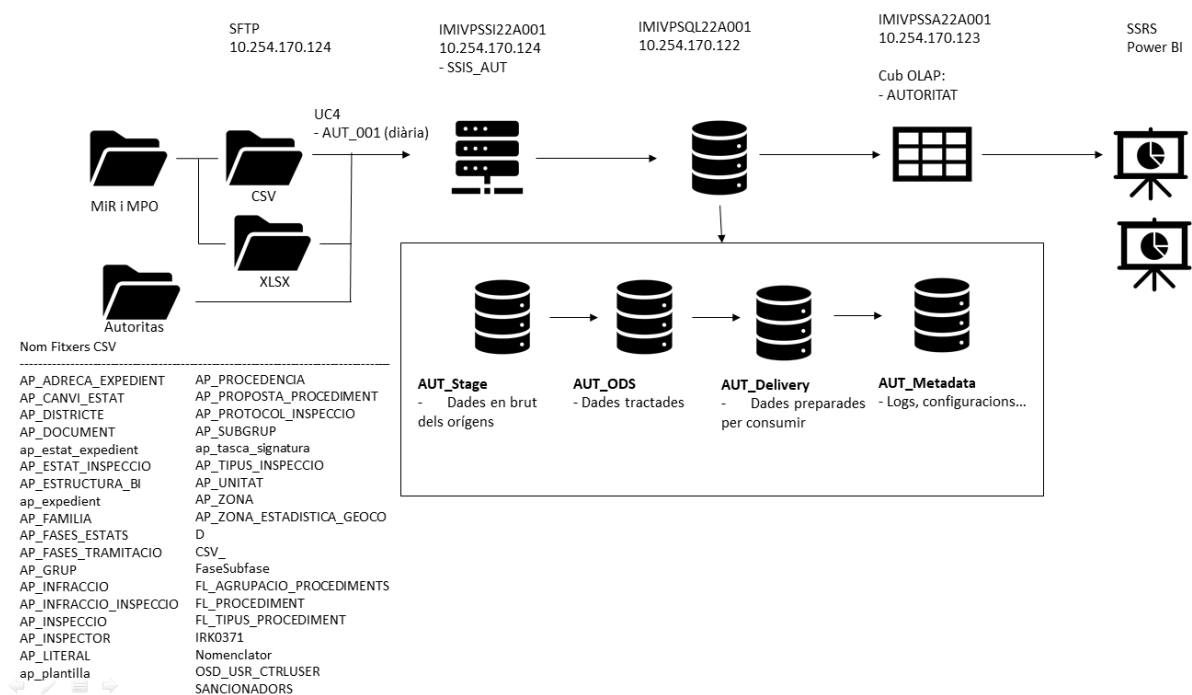 SFTP
10.254.170.124
IMIVPSSI22A001
10.254.170.124
- SSIS_AUT
IMIVPSQL22A001
10.254.170.122
IMIVPSSA22A001
10.254.170.123
Cub OLAP:
- AUTORITAT
SSRS
Power BI
UC4
- AUT_001 (diària)
MiR i MPO
CSV
XLSX
Autoritas
AUT_Stage
- Dades en brut
dels orígens
AUT_ODS
- Dades tractades
AUT_Delivery
- Dades preparades
per consumir
AUT_Metadata
- Logs, configuracions...
Nom Fitxers CSV
AP_ADRECA_EXPEDIENT
AP_CANVI_ESTAT
AP_DISTRICTE
AP_DOCUMENT
ap_estat_expedient
AP_ESTAT_INSPECCIO
AP_ESTRUCTURA_BI
ap_expedient
AP_FAMILIA
AP_FASES_ESTATS
AP_FASES_TRAMITACIO
AP_GRUP
AP_INFRACCIO
AP_INFRACCIO_INSPECCIO
AP_INSPECCIO
AP_INSPECTOR
AP_LITERAL
ap_plantilla
AP_PROCEDENCIA
AP_PROPOSTA_PROCEDIMENT
AP_PROTOCOL_INSPECCIO
AP_SUBGRUP
ap_tasca_signatura
AP_TIPUS_INSPECCIO
AP_UNITAT
AP_ZONA
AP_ZONA_ESTADISTICA_GEOCO
D
CSV_
FaseSubfase
FL_AGRUPACIO_PROCEDIMENTS
FL_PROCEDIMENT
FL_TIPUS_PROCEDIMENT
IRK0371
Nomenclator
OSD_USR_CTRLUSER
SANCIONADORS